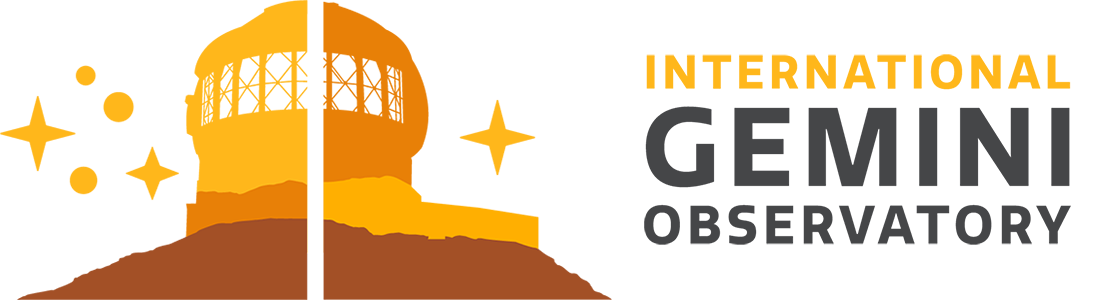 INTERNATIONAL
GEMINI
OBSERVATORY